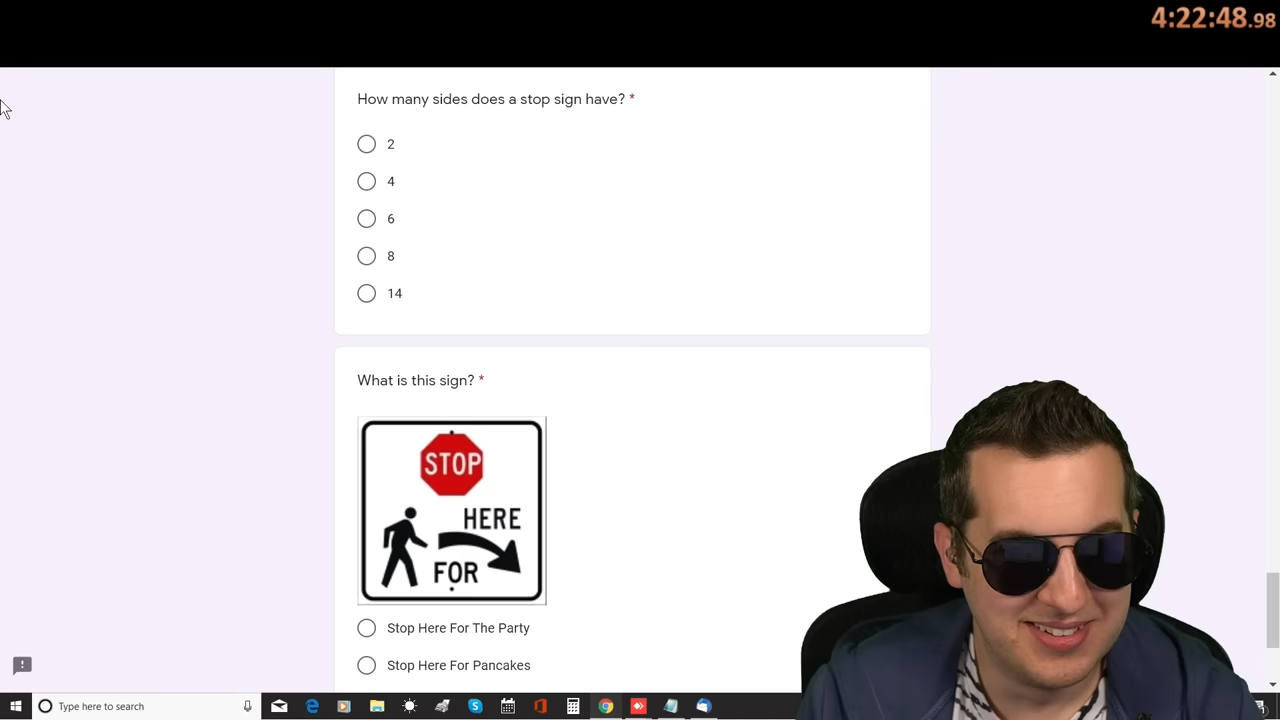 4:22:48.98
How many sides does a stop sign have? *
2
4
6
8
14
What is this sign? *
STOP
HERE
FOR
Stop Here For The Party
Stop Here For Pancakes
Type here to search